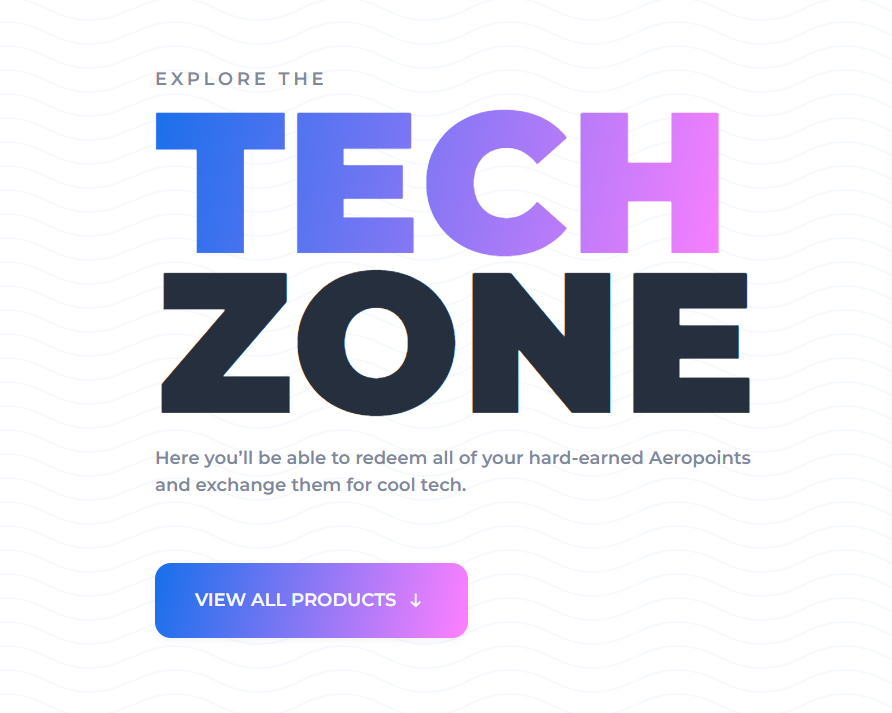 EXPLORE THE
TECH
ZONE
Here you’ll be able to redeem all of your hard-earned Aeropoints
and exchange them for cool tech.
VIEW ALL PRODUCTS ↓